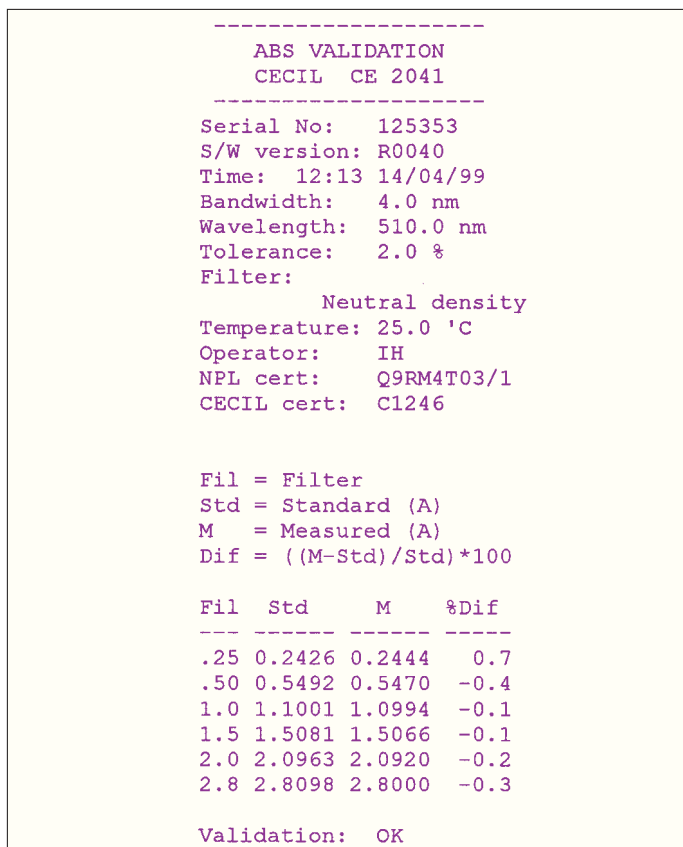 --------------------
ABS VALIDATION
CECIL  CE 2041
--------------------
Serial No:   125353
S/W version: R0040
Time:  12:13 14/04/99
Bandwidth:   4.0 nm
Wavelength:  510.0 nm
Tolerance:   2.0 %
Filter:
         Neutral density
Temperature: 25.0 'C
Operator:    IH
NPL cert:    Q9RM4T03/1
CECIL cert:  C1246
Fil = Filter
Std = Standard (A)
M   = Measured (A)
Dif = ((M-Std)/Std)*100
Fil  Std     M    %Dif
--- ------ ------ -----
.25 0.2426 0.2444   0.7
.50 0.5492 0.5470  -0.4
1.0 1.1001 1.0994  -0.1
1.5 1.5081 1.5066  -0.1
2.0 2.0963 2.0920  -0.2
2.8 2.8098 2.8000  -0.3
Validation:  OK